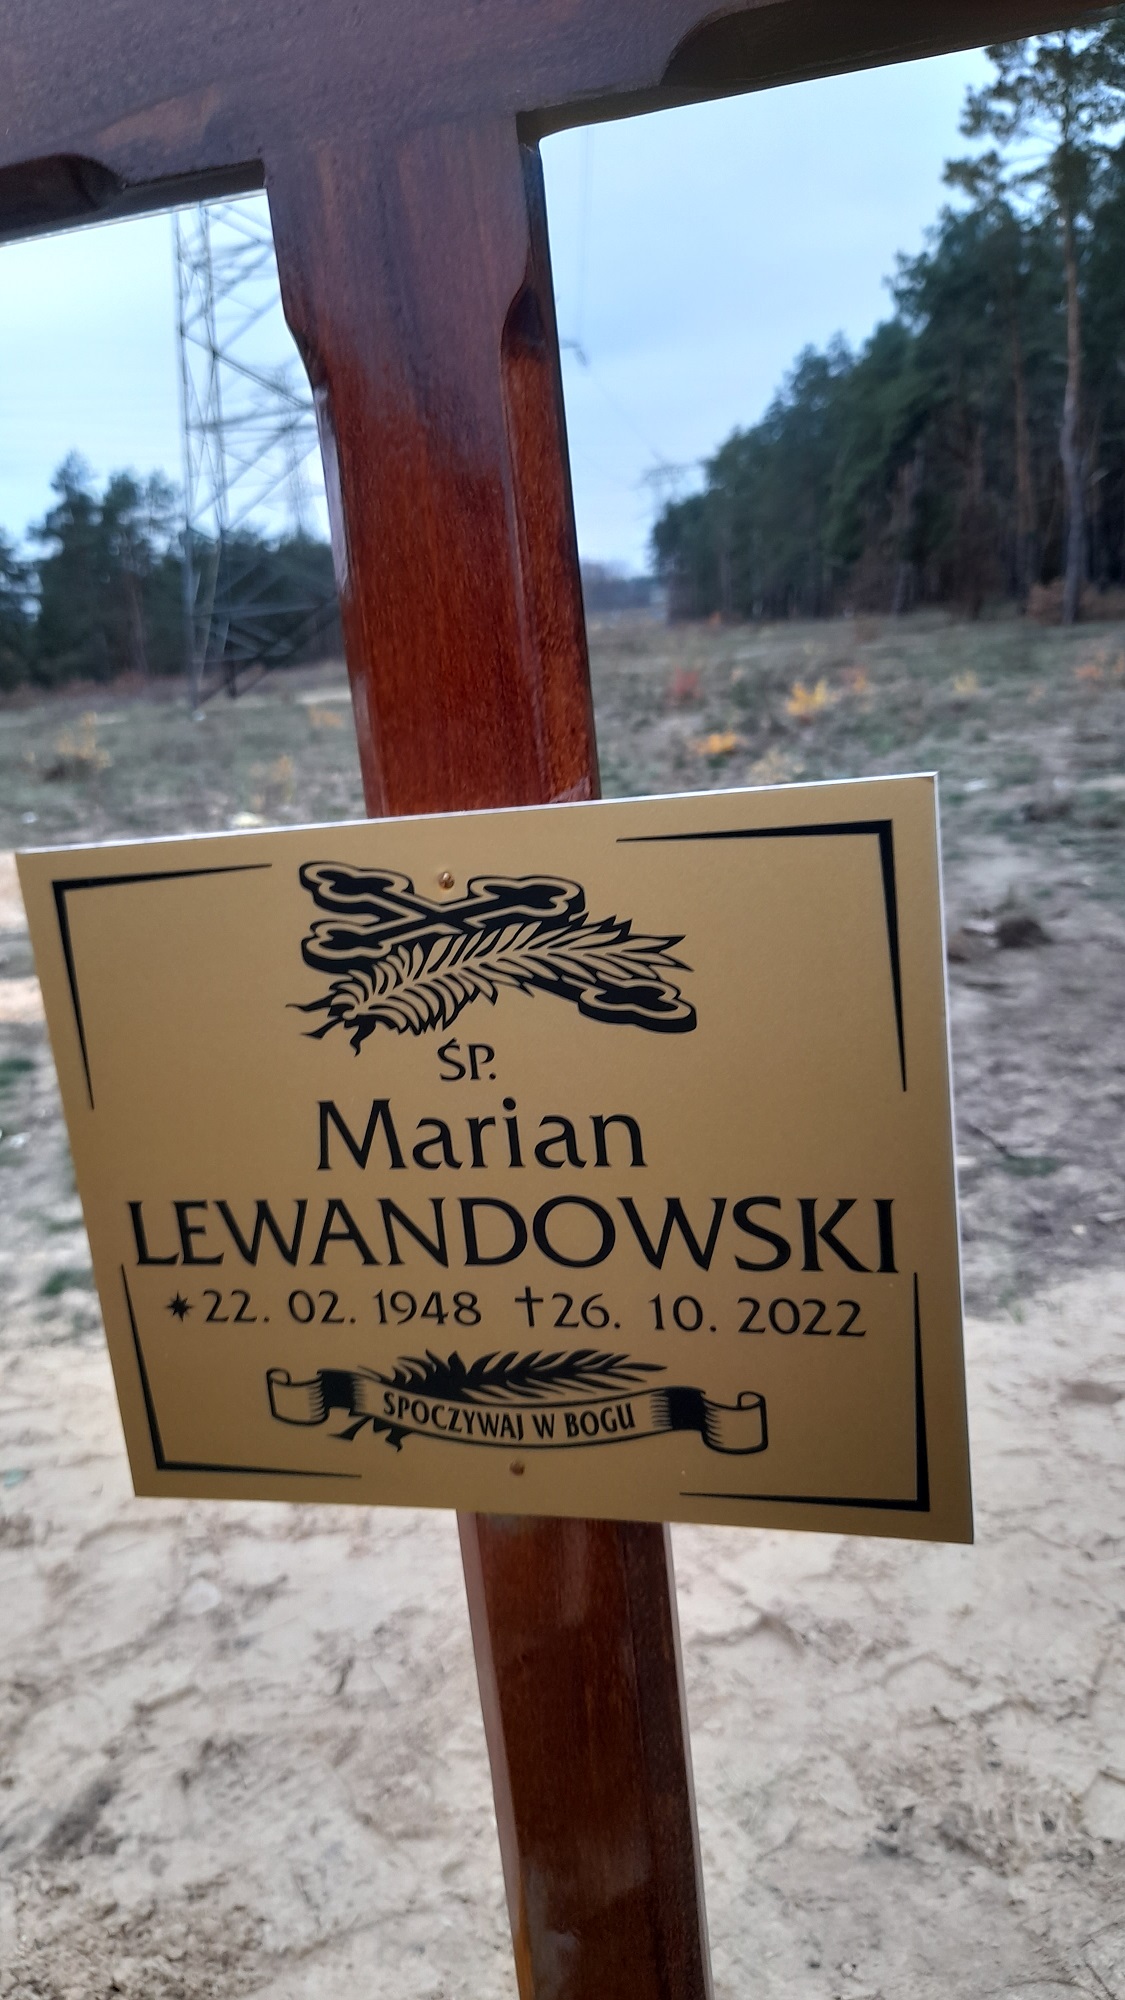 ŚP.
Marian
LEWANDOWSKI
✴22. 02. 1948 ✝26. 10. 2022
SPOCZYWAJ W BOGU